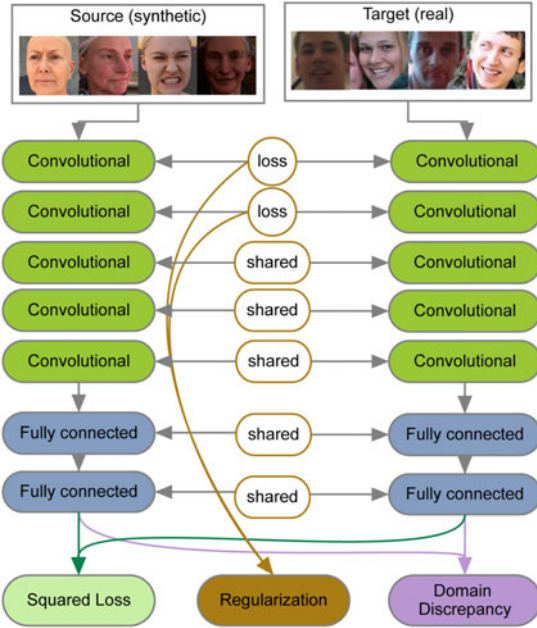 Source (synthetic)
Target (real)
Convolutional
loss
Convolutional
Convolutional
loss
Convolutional
Convolutional
shared
Convolutional
Convolutional
shared
Convolutional
Convolutional
shared
Convolutional
Fully connected
shared
Fully connected
Fully connected
shared
Fully connected
Squared Loss
Regularization
Domain
Discrepancy